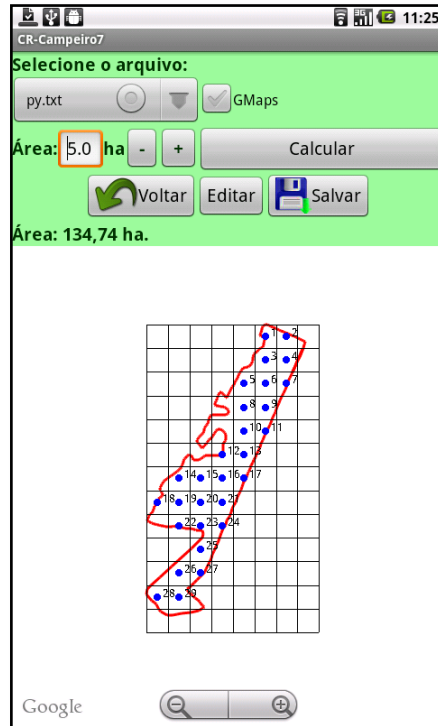 3G 11:25
CR-Campeiro7
Selecione o arquivo:
py.txt GMaps
Área: 5.0 ha - + Calcular
Voltar Editar Salvar
Área: 134,74 ha.
1 2
3 4
5 6 7
8 9
10 11
12 13
14 15 16 17
18 19 20 21
22 23 24
25
26 27
28 29
Google